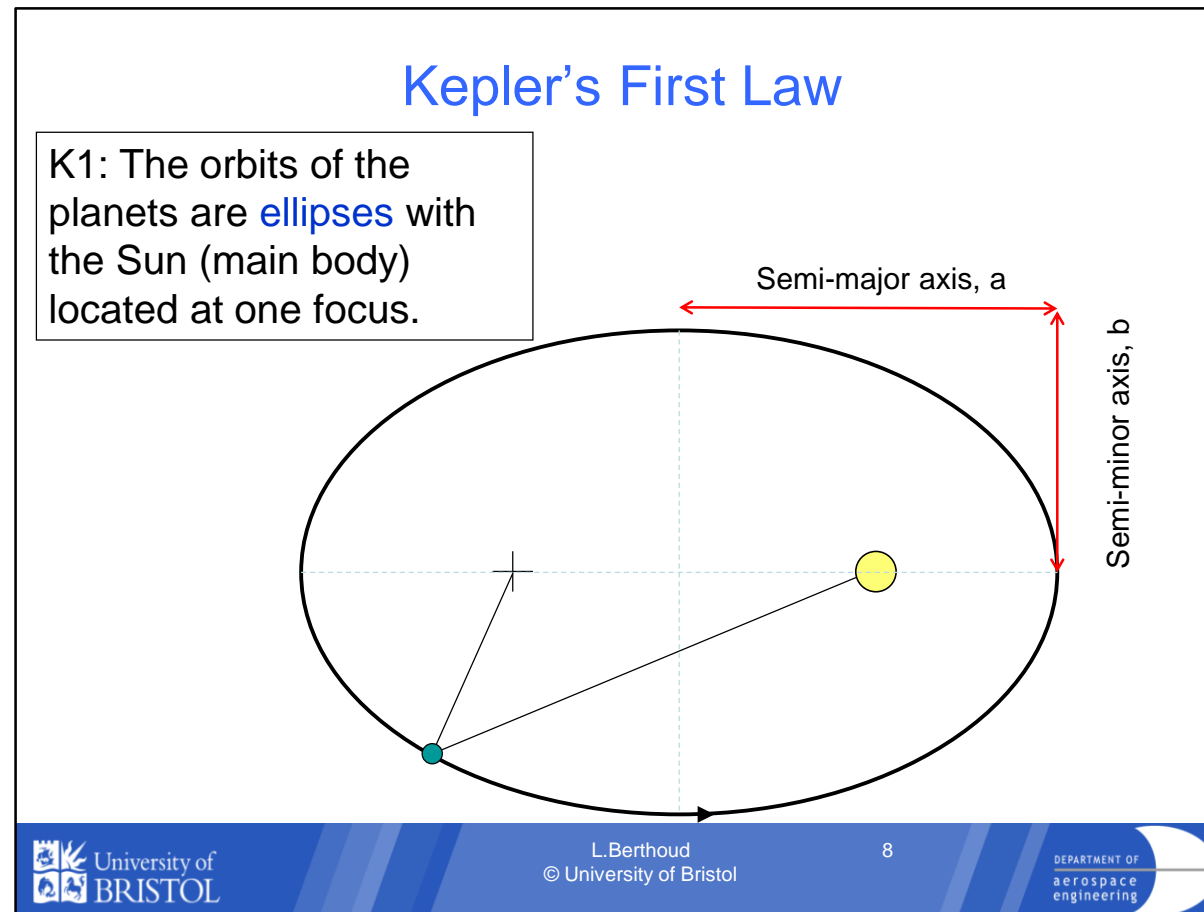 Kepler's First Law
K1: The orbits of the
planets are ellipses with
the Sun (main body)
located at one focus.
Semi-major axis, a
Semi-minor axis, b
University of
BRISTOL
L.Berthoud
© University of Bristol
8
DEPARTMENT OF
aerospace
engineering